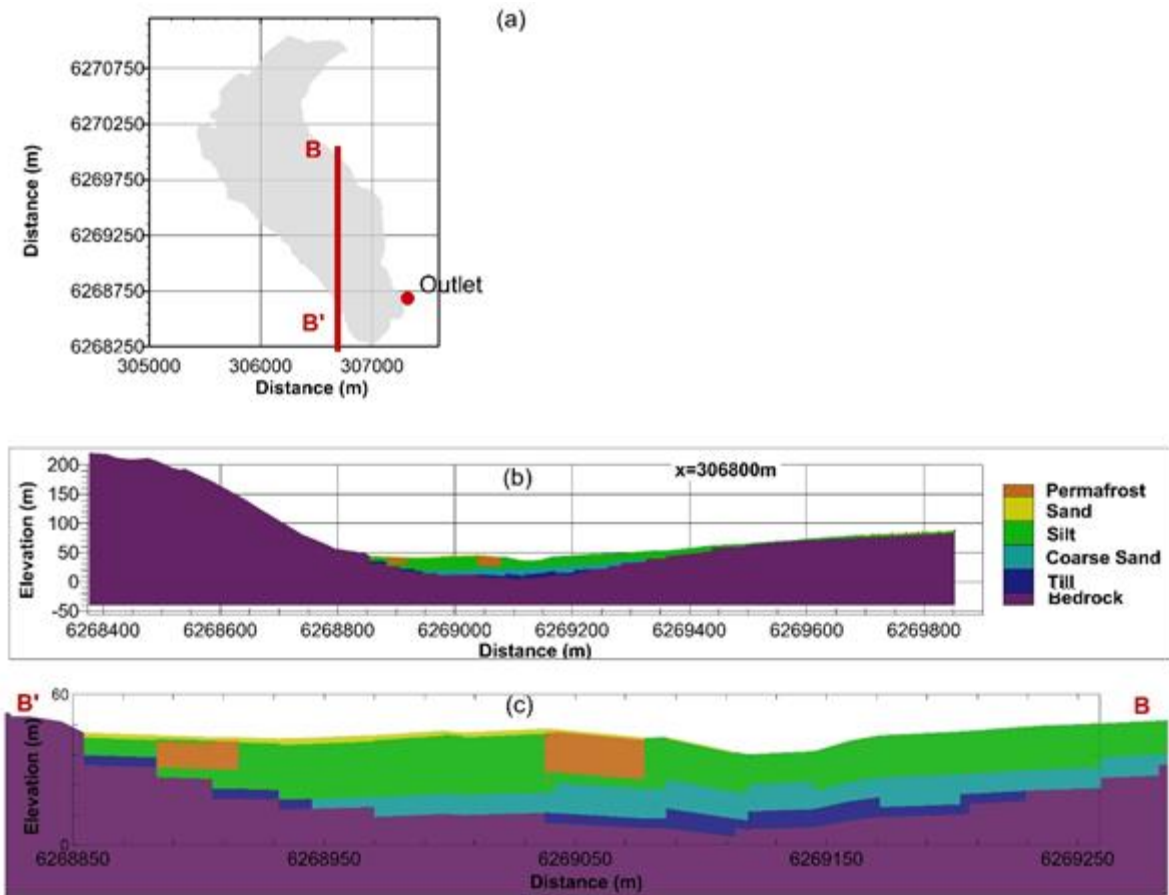 (a)
6270750
6270250
6269750
6269250
6268750
6268250
Distance (m)
B
B'
Outlet
305000 306000 307000
Distance (m)
(b)
x=306800m
200
150
100
50
0
-50
Elevation (m)
6268400 6268600 6268800 6269000 6269200 6269400 6269600 6269800
Distance (m)
Permafrost
Sand
Silt
Coarse Sand
Till
Bedrock
B'
60
(c)
B
Elevation (m)
0
6268850 6268950 6269050 6269150 6269250
Distance (m)